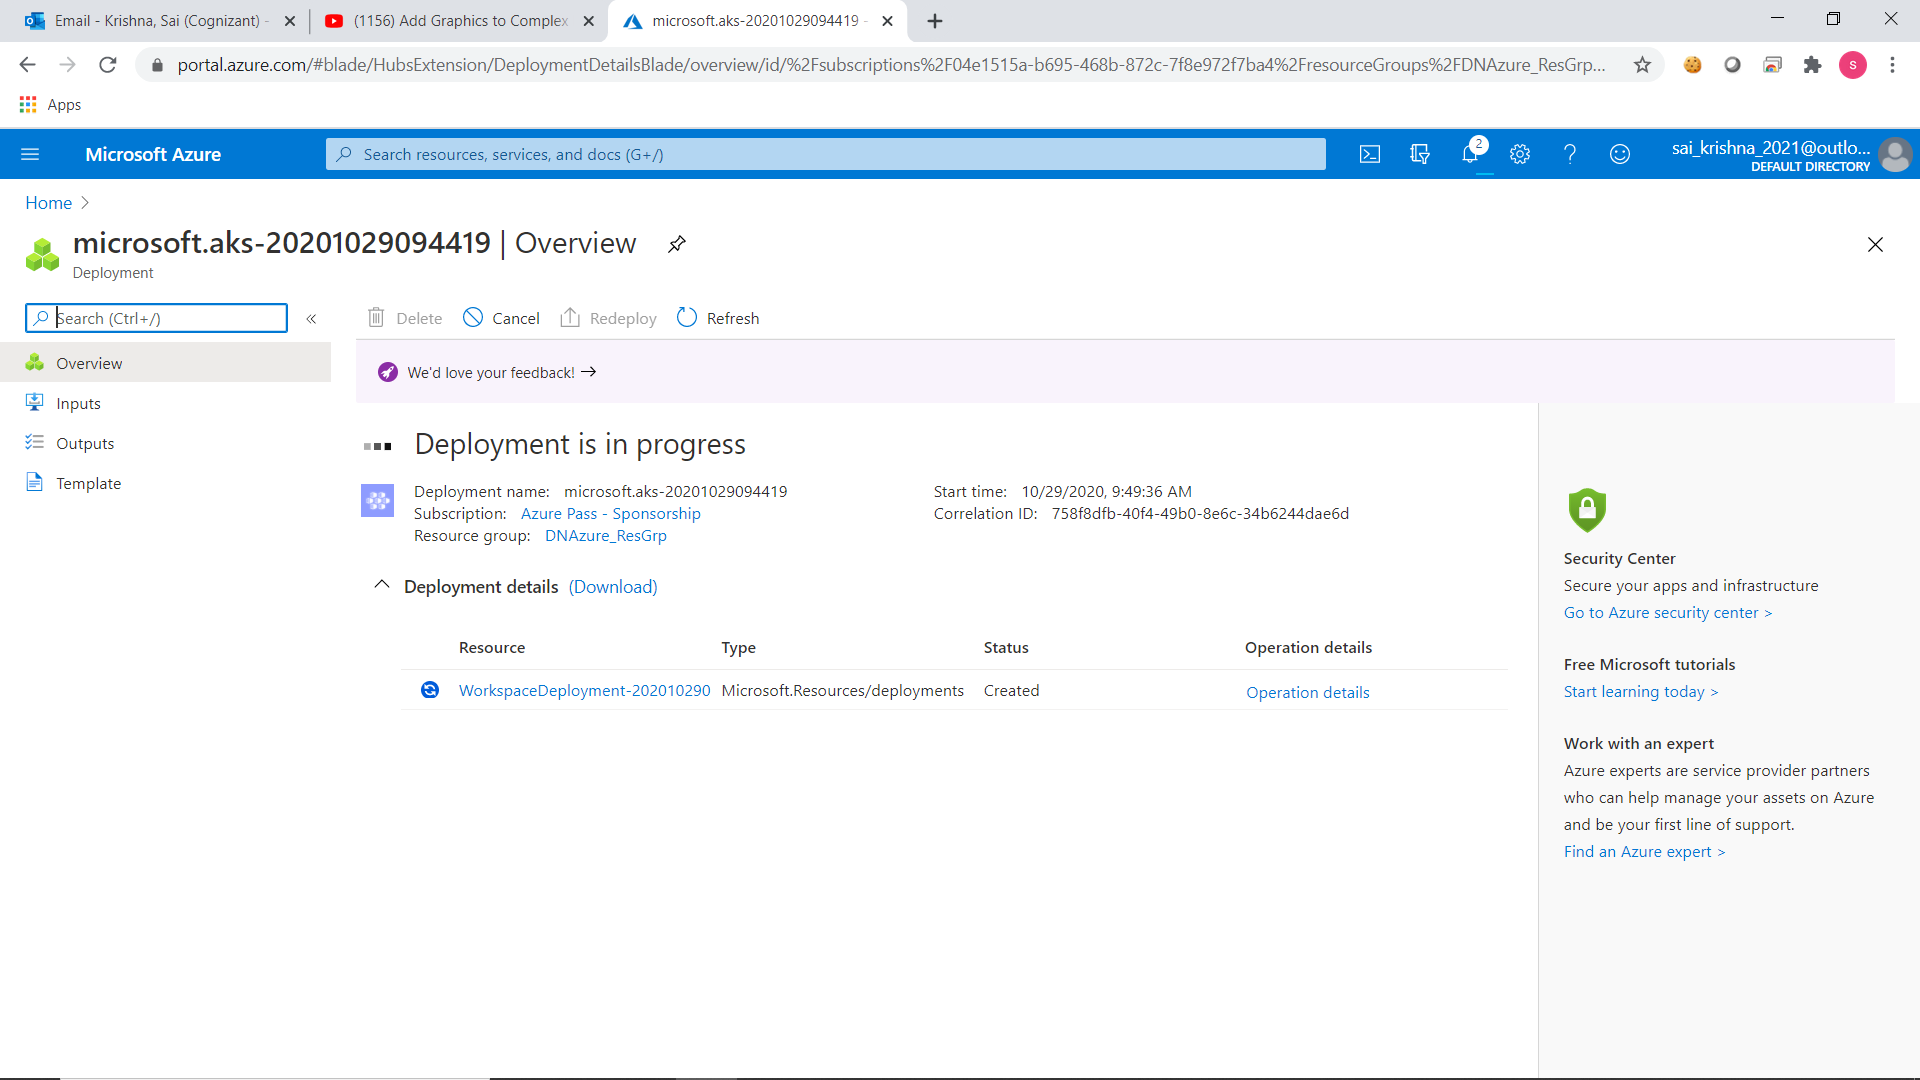 Email - Krishna, Sai (Cognizant) -
(1156) Add Graphics to Complex
microsoft.aks-20201029094419 -
portal.azure.com/#blade/HubsExtension/DeploymentDetailsBlade/overview/id/%2Fsubscriptions%2F04e1515a-b695-468b-872c-7f8e972f7ba4%2FresourceGroups%2FDNAzure_ResGrp...
S
Apps
Microsoft Azure
Search resources, services, and docs (G+/)
2
sai_krishna_2021@outlo...
DEFAULT DIRECTORY
Home
microsoft.aks-20201029094419 | Overview
Deployment
Search (Ctrl+/)
Delete Cancel Redeploy Refresh
Overview
Inputs
Outputs
Template
We'd love your feedback!
Deployment is in progress
Deployment name: microsoft.aks-20201029094419
Subscription: Azure Pass - Sponsorship
Resource group: DNAzure_ResGrp
Start time: 10/29/2020, 9:49:36 AM
Correlation ID: 758f8dfb-40f4-49b0-8e6c-34b6244dae6d
Deployment details (Download)
Resource Type Status Operation details
WorkspaceDeployment-202010290 Microsoft.Resources/deployments Created Operation details
Security Center
Secure your apps and infrastructure
Go to Azure security center >
Free Microsoft tutorials
Start learning today >
Work with an expert
Azure experts are service provider partners
who can help manage your assets on Azure
and be your first line of support.
Find an Azure expert >